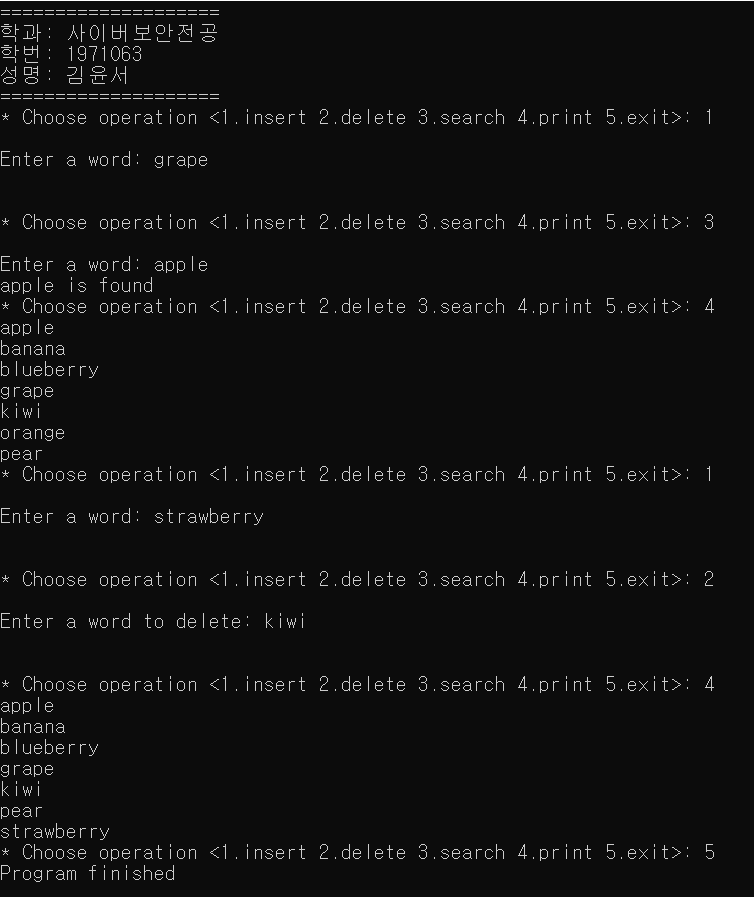 ====================
학과: 사이버보안전공
학번: 1971063
성명: 김윤서
====================
* Choose operation <1.insert 2.delete 3.search 4.print 5.exit>: 1
Enter a word: grape
* Choose operation <1.insert 2.delete 3.search 4.print 5.exit>: 3
Enter a word: apple
apple is found
* Choose operation <1.insert 2.delete 3.search 4.print 5.exit>: 4
apple
banana
blueberry
grape
kiwi
orange
pear
* Choose operation <1.insert 2.delete 3.search 4.print 5.exit>: 1
Enter a word: strawberry
* Choose operation <1.insert 2.delete 3.search 4.print 5.exit>: 2
Enter a word to delete: kiwi
* Choose operation <1.insert 2.delete 3.search 4.print 5.exit>: 4
apple
banana
blueberry
grape
kiwi
pear
strawberry
* Choose operation <1.insert 2.delete 3.search 4.print 5.exit>: 5
Program finished